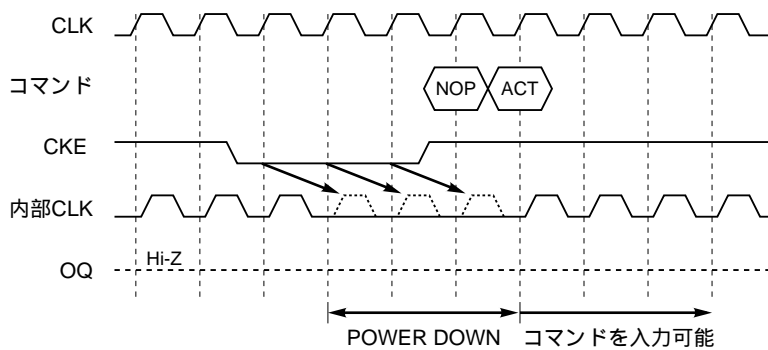 CLK
コマンド
NOP ACT
CKE
内部CLK
OQ
Hi-Z
POWER DOWN
コマンドを入力可能